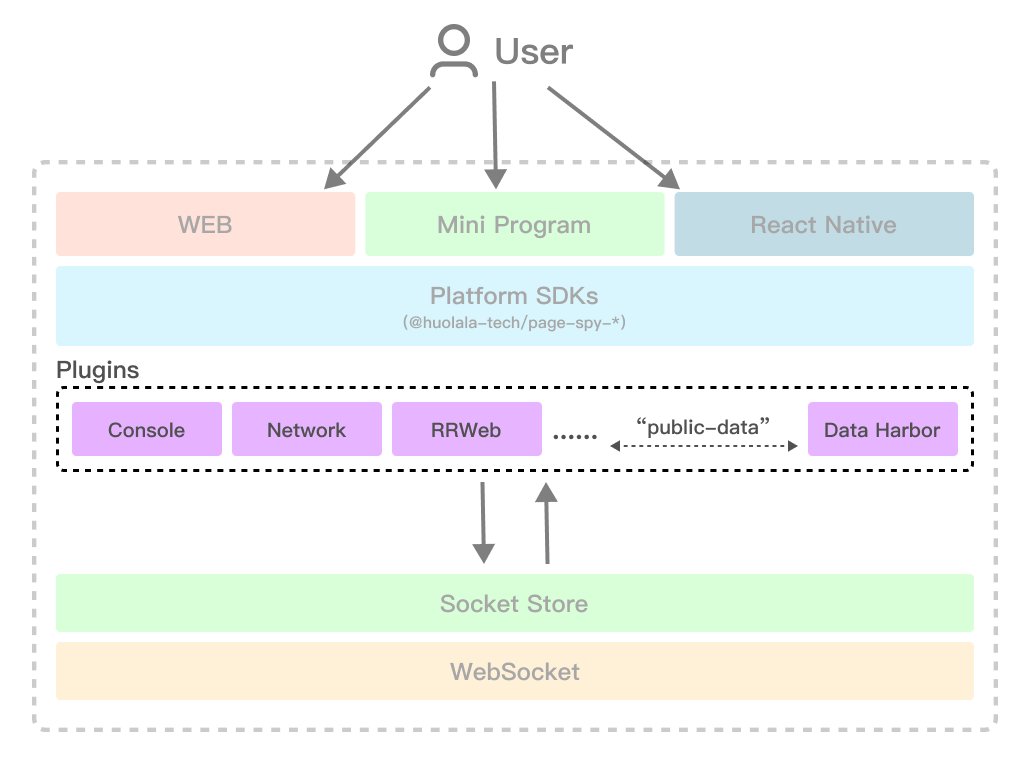 User
WEB
Mini Program
React Native
Platform SDKs
(@huolala-tech/page-spy-*)
Plugins
Console
Network
RRWeb
......
“public-data”
Data Harbor
Socket Store
WebSocket